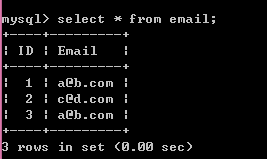 mysql> select * from email;
+----+---------+
¦ ID ¦ Email   ¦
+----+---------+
¦  1 ¦ a@b.com ¦
¦  2 ¦ c@d.com ¦
¦  3 ¦ a@b.com ¦
+----+---------+
3 rows in set (0.00 sec)